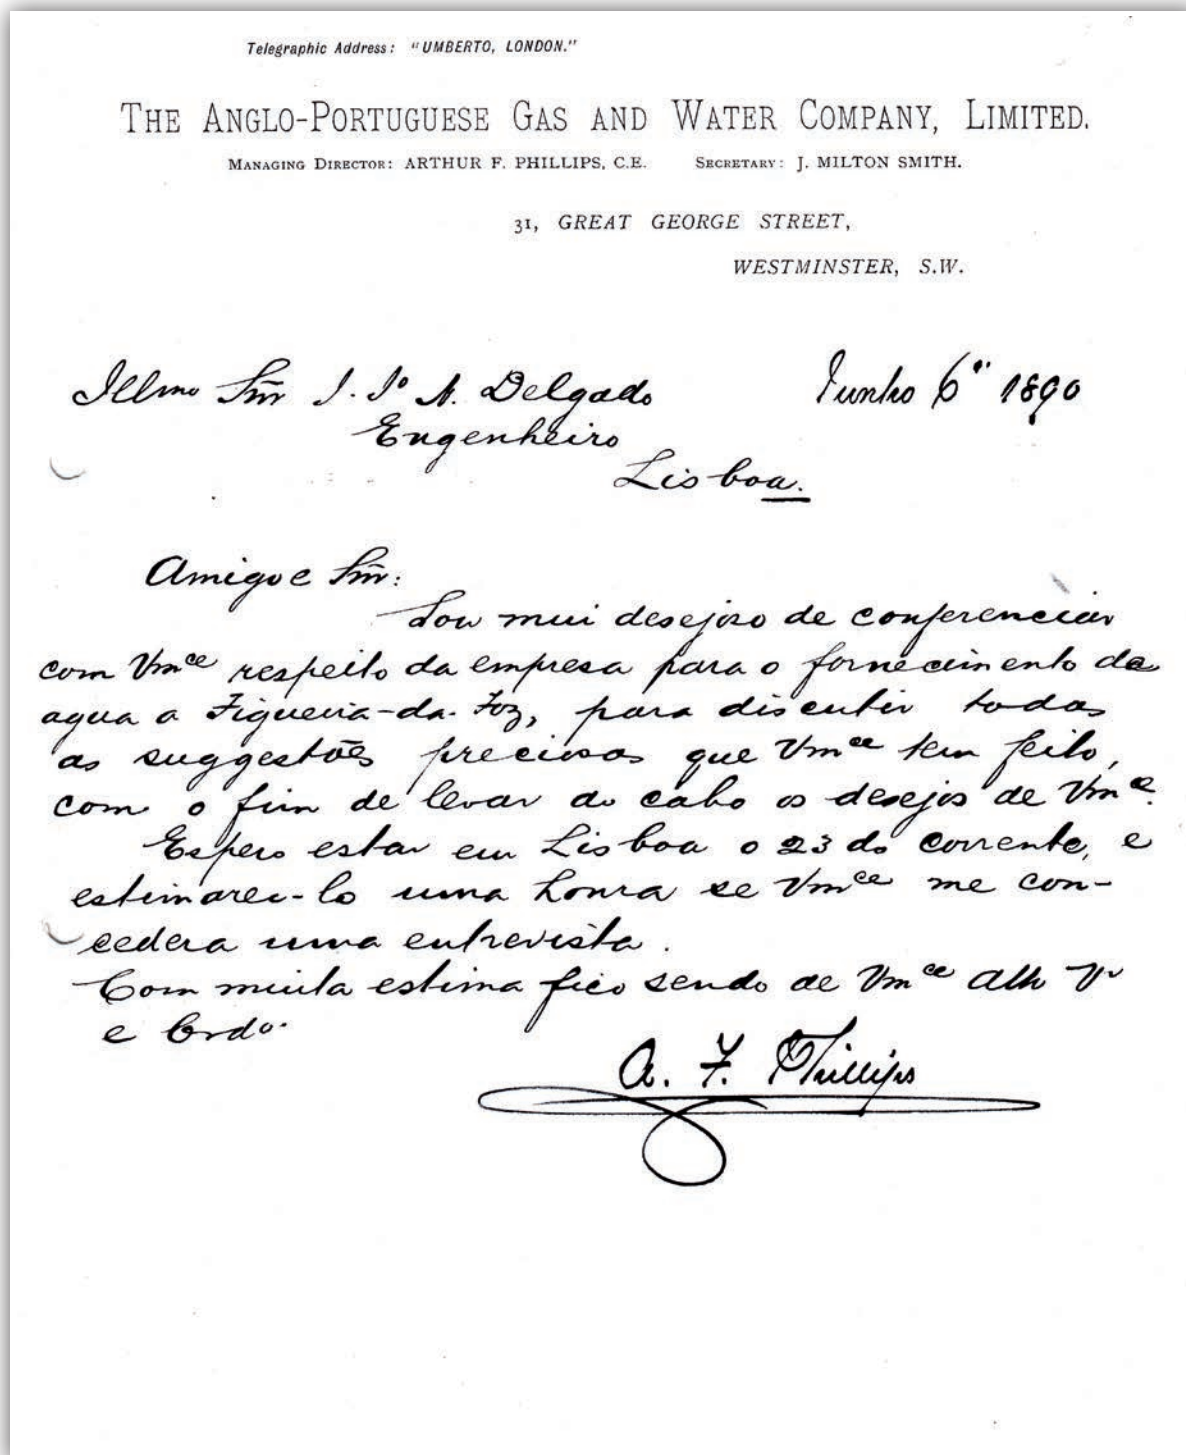 Telegraphic Address: "UMBERTO, LONDON."
THE ANGLO-PORTUGUESE GAS AND WATER COMPANY, LIMITED.
MANAGING DIRECTOR: ARTHUR F. PHILLIPS, C.E. SECRETARY: J. MILTON SMITH.
31, GREAT GEORGE STREET,
WESTMINSTER, S.W.
Illmo Snr J. Jº N. Delgado Junho 6" 1890
Engenheiro
Lisboa.
Amigo e Snr:
Sou mui desejoso de conferenciar
com Vmce respeito da empresa para o fornecimento de
agua a Figueira-da-Foz, para discutir todas
as suggestões preciosas que Vmce tem feito,
com o fim de levar do cabo os desejos de Vmce.
Espero estar em Lisboa o 23 do corrente, e
estimarei-lo uma honra se Vmce me con-
cedera uma entrevista.
Com muita estima fico sendo de Vmce Atto Vr
e Crdo.
A. F. Phillips